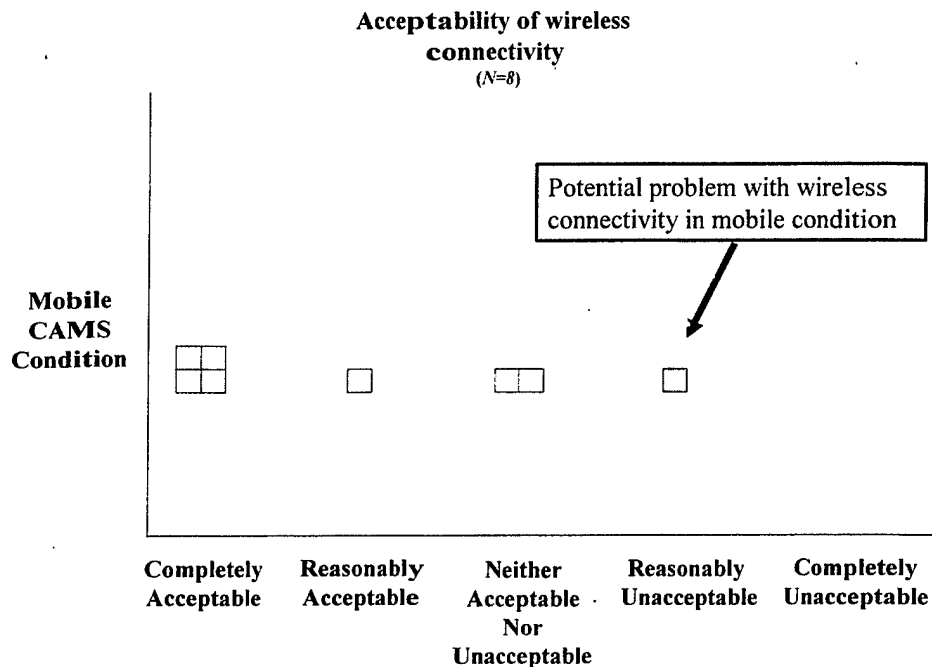 Acceptability of wireless
connectivity
(N=8)
Potential problem with wireless
connectivity in mobile condition
Mobile
CAMS
Condition
Completely
Acceptable
Reasonably
Acceptable
Neither
Acceptable
Nor
Unacceptable
Reasonably
Unacceptable
Completely
Unacceptable